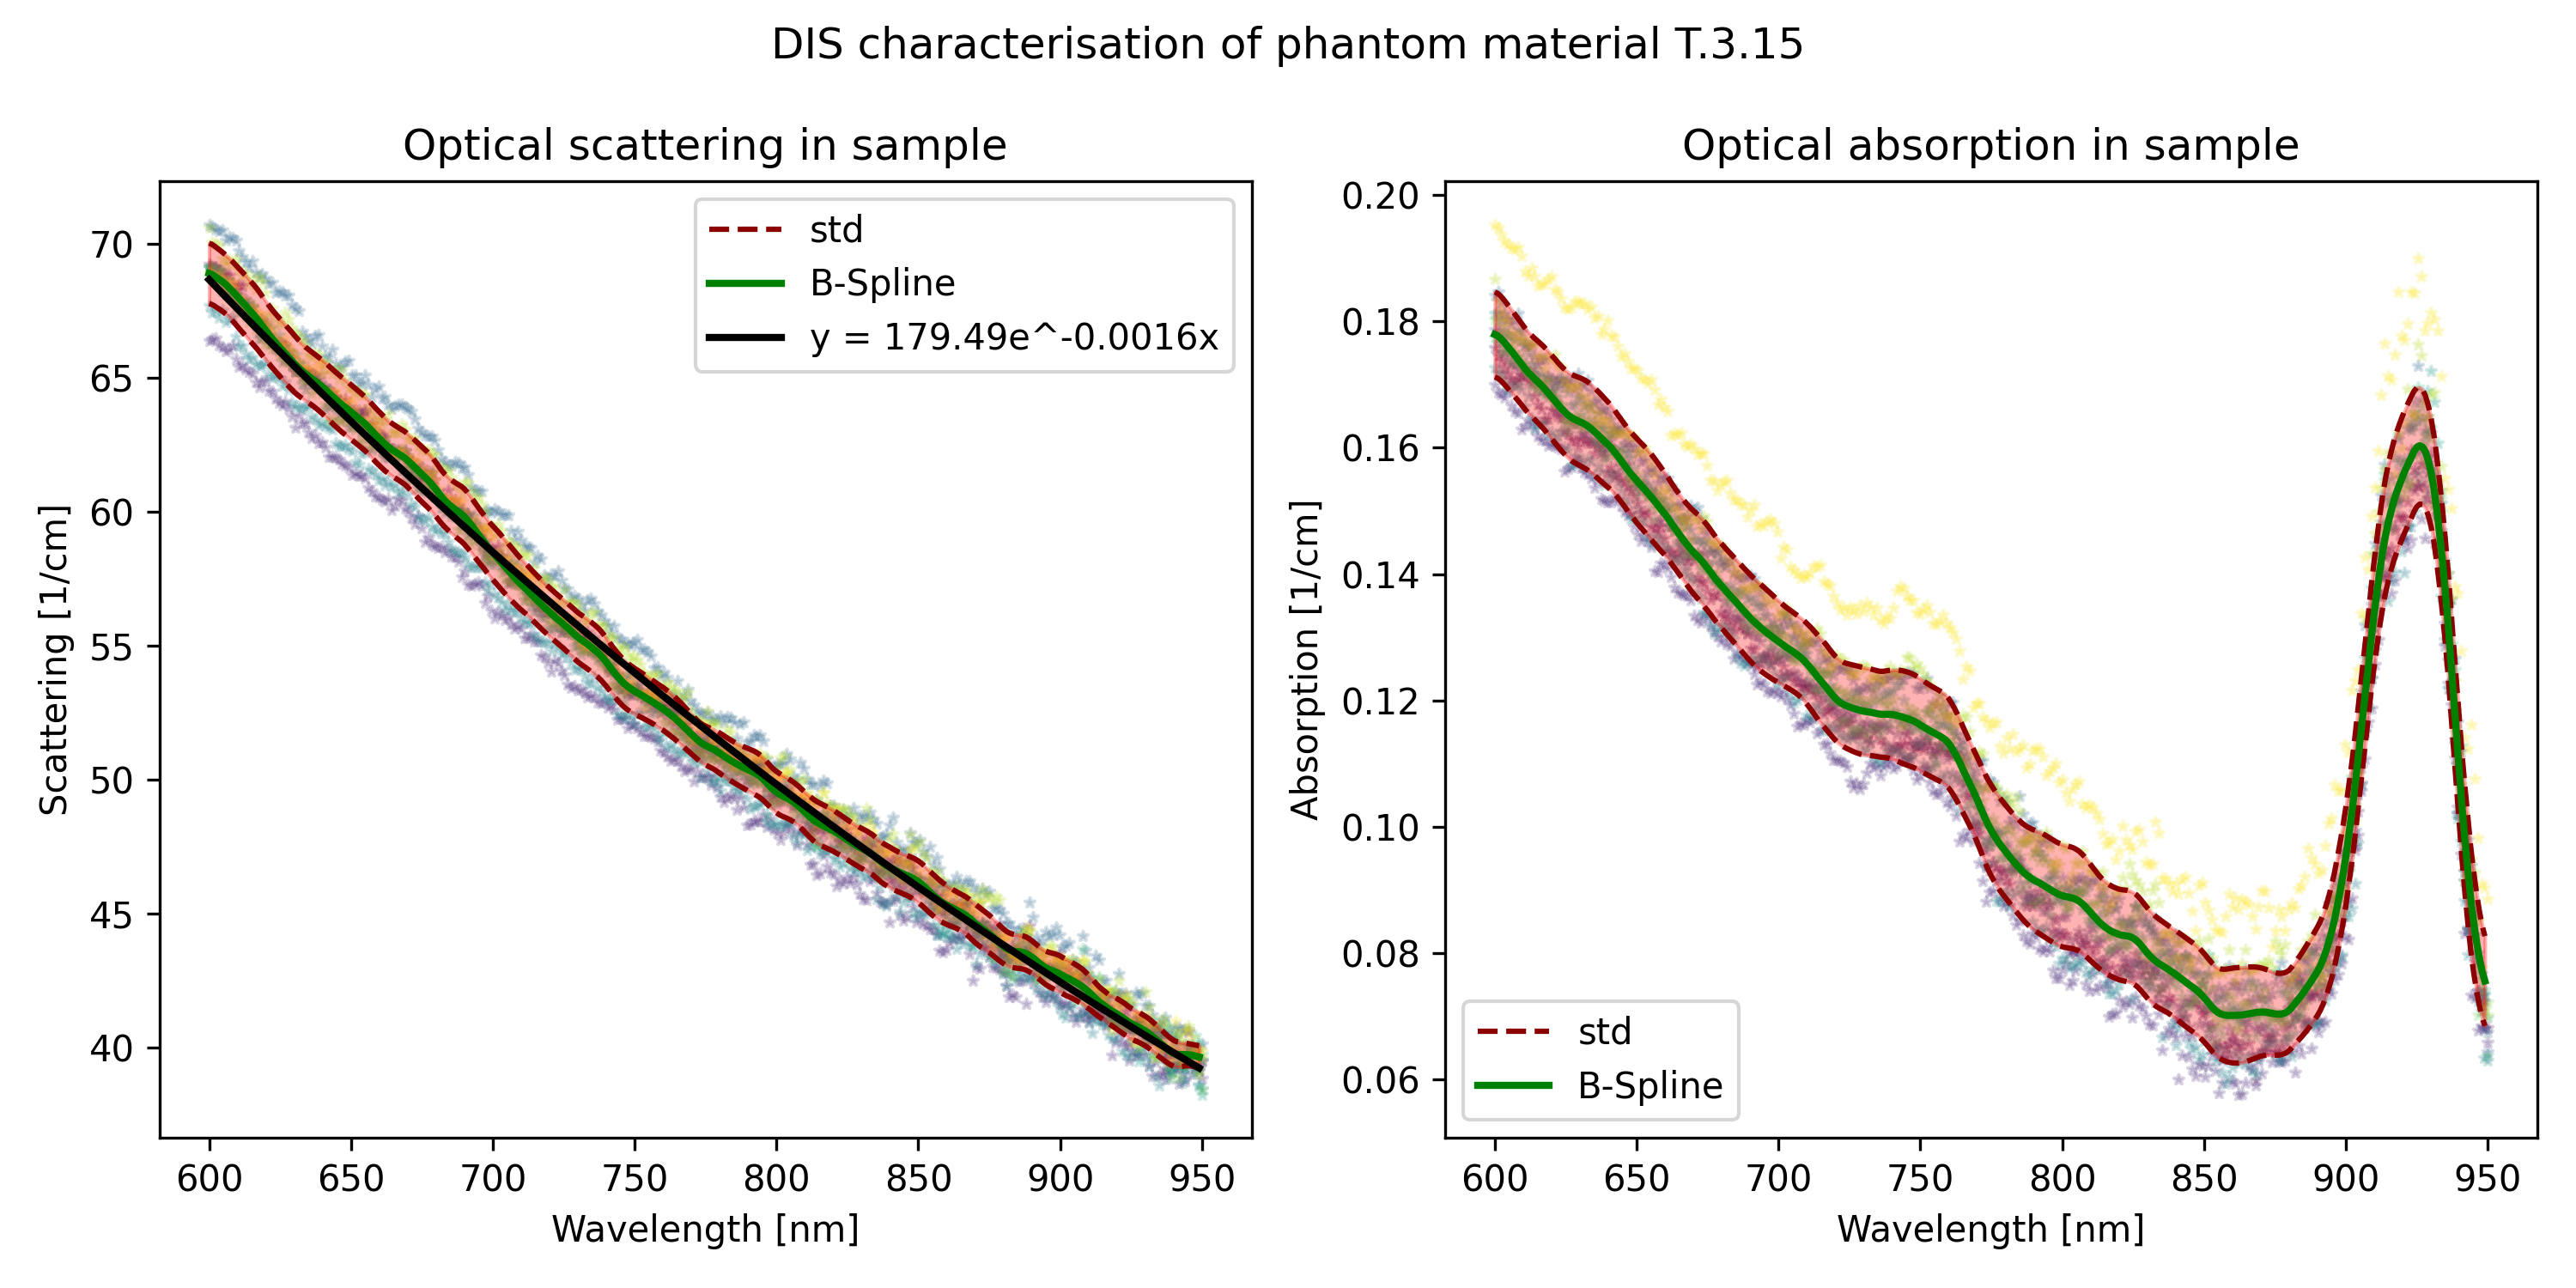 DIS characterisation of phantom material T.3.15
Optical scattering in sample
Scattering [1/cm]
70
65
60
55
50
45
40
std
B-Spline
y = 179.49e^-0.0016x
600 650 700 750 800 850 900 950
Wavelength [nm]
Optical absorption in sample
Absorption [1/cm]
0.20
0.18
0.16
0.14
0.12
0.10
0.08
0.06
std
B-Spline
600 650 700 750 800 850 900 950
Wavelength [nm]